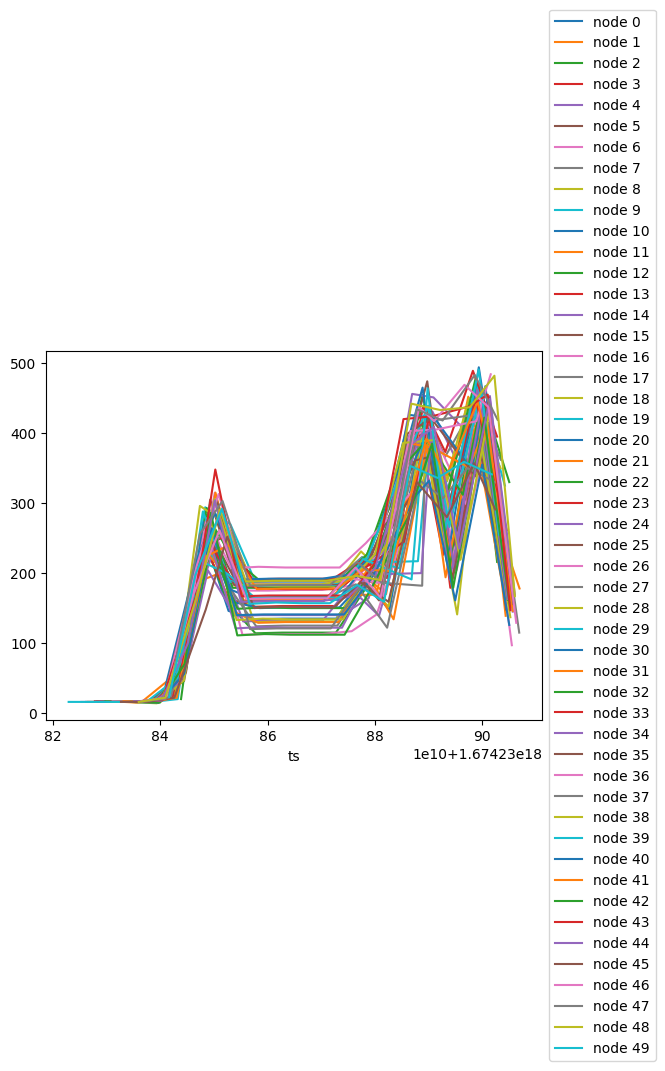 500
400
300
200
100
0
82 84 86 88 90
ts
1e10+1.67423e18
node 0
node 1
node 2
node 3
node 4
node 5
node 6
node 7
node 8
node 9
node 10
node 11
node 12
node 13
node 14
node 15
node 16
node 17
node 18
node 19
node 20
node 21
node 22
node 23
node 24
node 25
node 26
node 27
node 28
node 29
node 30
node 31
node 32
node 33
node 34
node 35
node 36
node 37
node 38
node 39
node 40
node 41
node 42
node 43
node 44
node 45
node 46
node 47
node 48
node 49